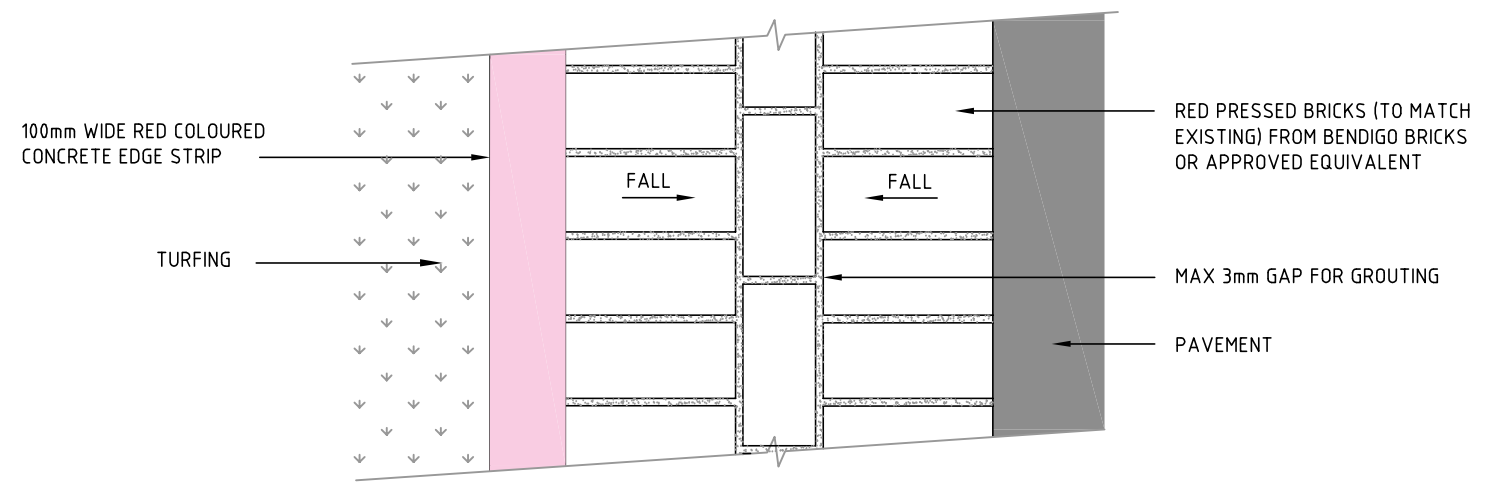 100mm WIDE RED COLOURED
CONCRETE EDGE STRIP
TURFING
FALL
FALL
RED PRESSED BRICKS (TO MATCH
EXISTING) FROM BENDIGO BRICKS
OR APPROVED EQUIVALENT
MAX 3mm GAP FOR GROUTING
PAVEMENT